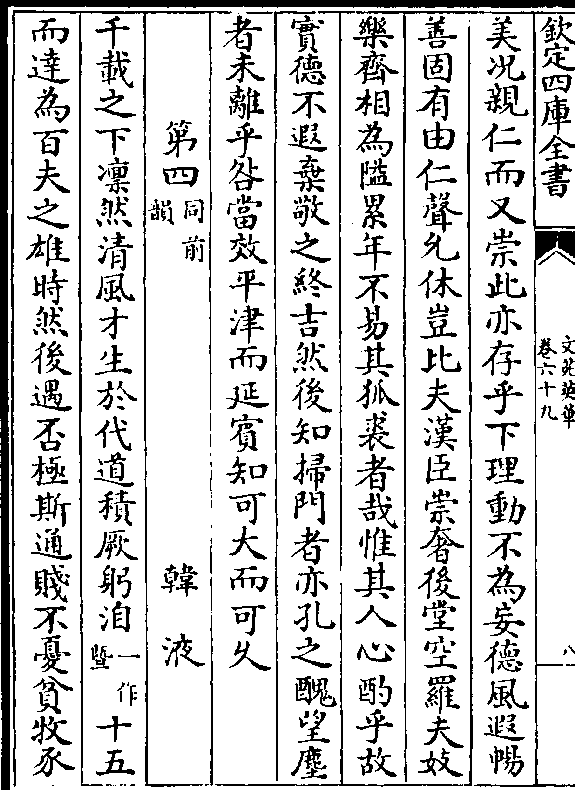 欽定四庫全書
文苑英華
卷六十九
八
美况親仁而又崇此亦存乎下理動不為妄德風遐暢
善固有由仁聲允休豈比夫漢臣崇奢後堂空羅夫妓
樂齊相為隘累年不易其狐裘者哉惟其人心酌乎故
實德不遐棄敬之終吉然後知掃門者亦孔之醜望塵
者未離乎咎當效平津而延賓知可大而可久
第四同前韻 韓液
千載之下凛然清風才生於代道積厥躬洎一作暨十五
而達為百夫之雄時然後遇否極斯通賤不憂貧牧豕